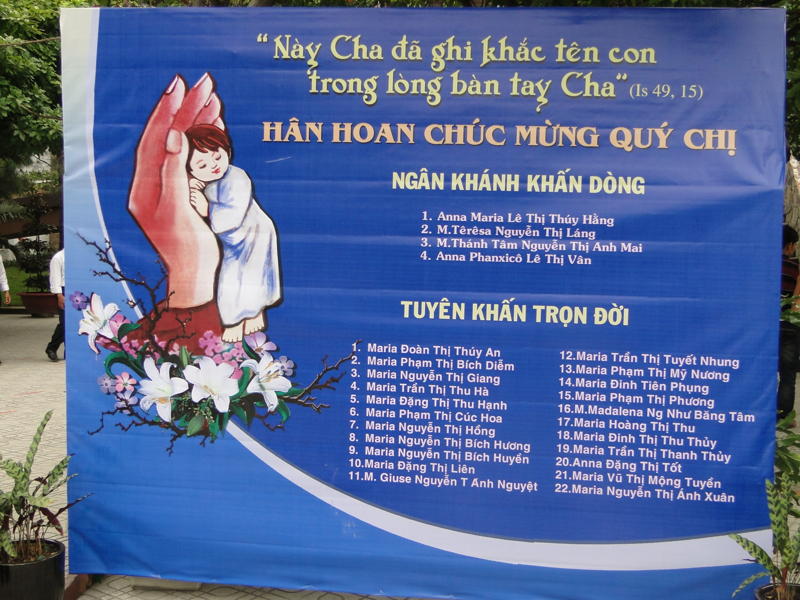 “Này Cha đã ghi khắc tên con
trong lòng bàn tay Cha” (Is 49, 15)
HÂN HOAN CHÚC MỪNG QUÝ CHỊ
NGÂN KHÁNH KHẤN DÒNG
1. Anna Maria Lê Thị Thúy Hằng
2. M.Têrêsa Nguyễn Thị Láng
3. M.Thánh Tâm Nguyễn Thị Anh Mai
4. Anna Phanxicô Lê Thị Vân
TUYÊN KHẤN TRỌN ĐỜI
1. Maria Đoàn Thị Thúy An
2. Maria Phạm Thị Bích Diễm
3. Maria Nguyễn Thị Giang
4. Maria Trần Thị Thu Hà
5. Maria Đặng Thị Thu Hạnh
6. Maria Phạm Thị Cúc Hoa
7. Maria Nguyễn Thị Hồng
8. Maria Nguyễn Thị Bích Hương
9. Maria Nguyễn Thị Bích Huyền
10.Maria Đặng Thị Liên
11.M. Giuse Nguyễn T Anh Nguyệt
12.Maria Trần Thị Tuyết Nhung
13.Maria Phạm Thị Mỹ Nương
14.Maria Đinh Tiên Phụng
15.Maria Phạm Thị Phương
16.M.Madalena Ng Như Băng Tâm
17.Maria Hoàng Thị Thu
18.Maria Đinh Thị Thu Thủy
19.Maria Trần Thị Thanh Thủy
20.Anna Đặng Thị Tốt
21.Maria Vũ Thị Mộng Tuyền
22.Maria Nguyễn Thị Ánh Xuân